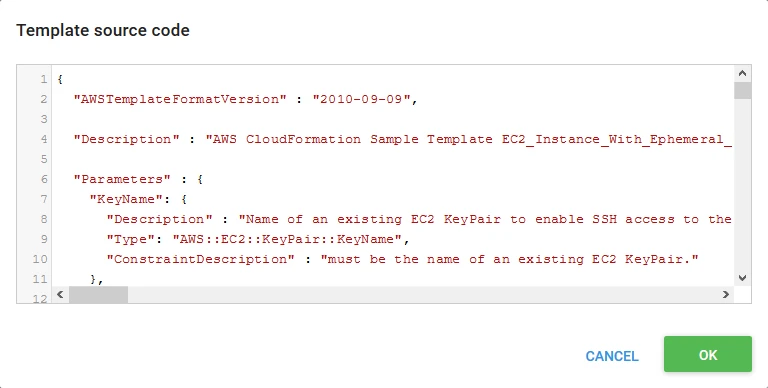 Template source code
1 {
2 "AWSTemplateFormatVersion" : "2010-09-09",
3
4 "Description" : "AWS CloudFormation Sample Template EC2_Instance_With_Ephemeral_
5
6 "Parameters" : {
7 "KeyName": {
8 "Description" : "Name of an existing EC2 KeyPair to enable SSH access to the
9 "Type": "AWS::EC2::KeyPair::KeyName",
10 "ConstraintDescription" : "must be the name of an existing EC2 KeyPair."
11 },
12
CANCEL OK